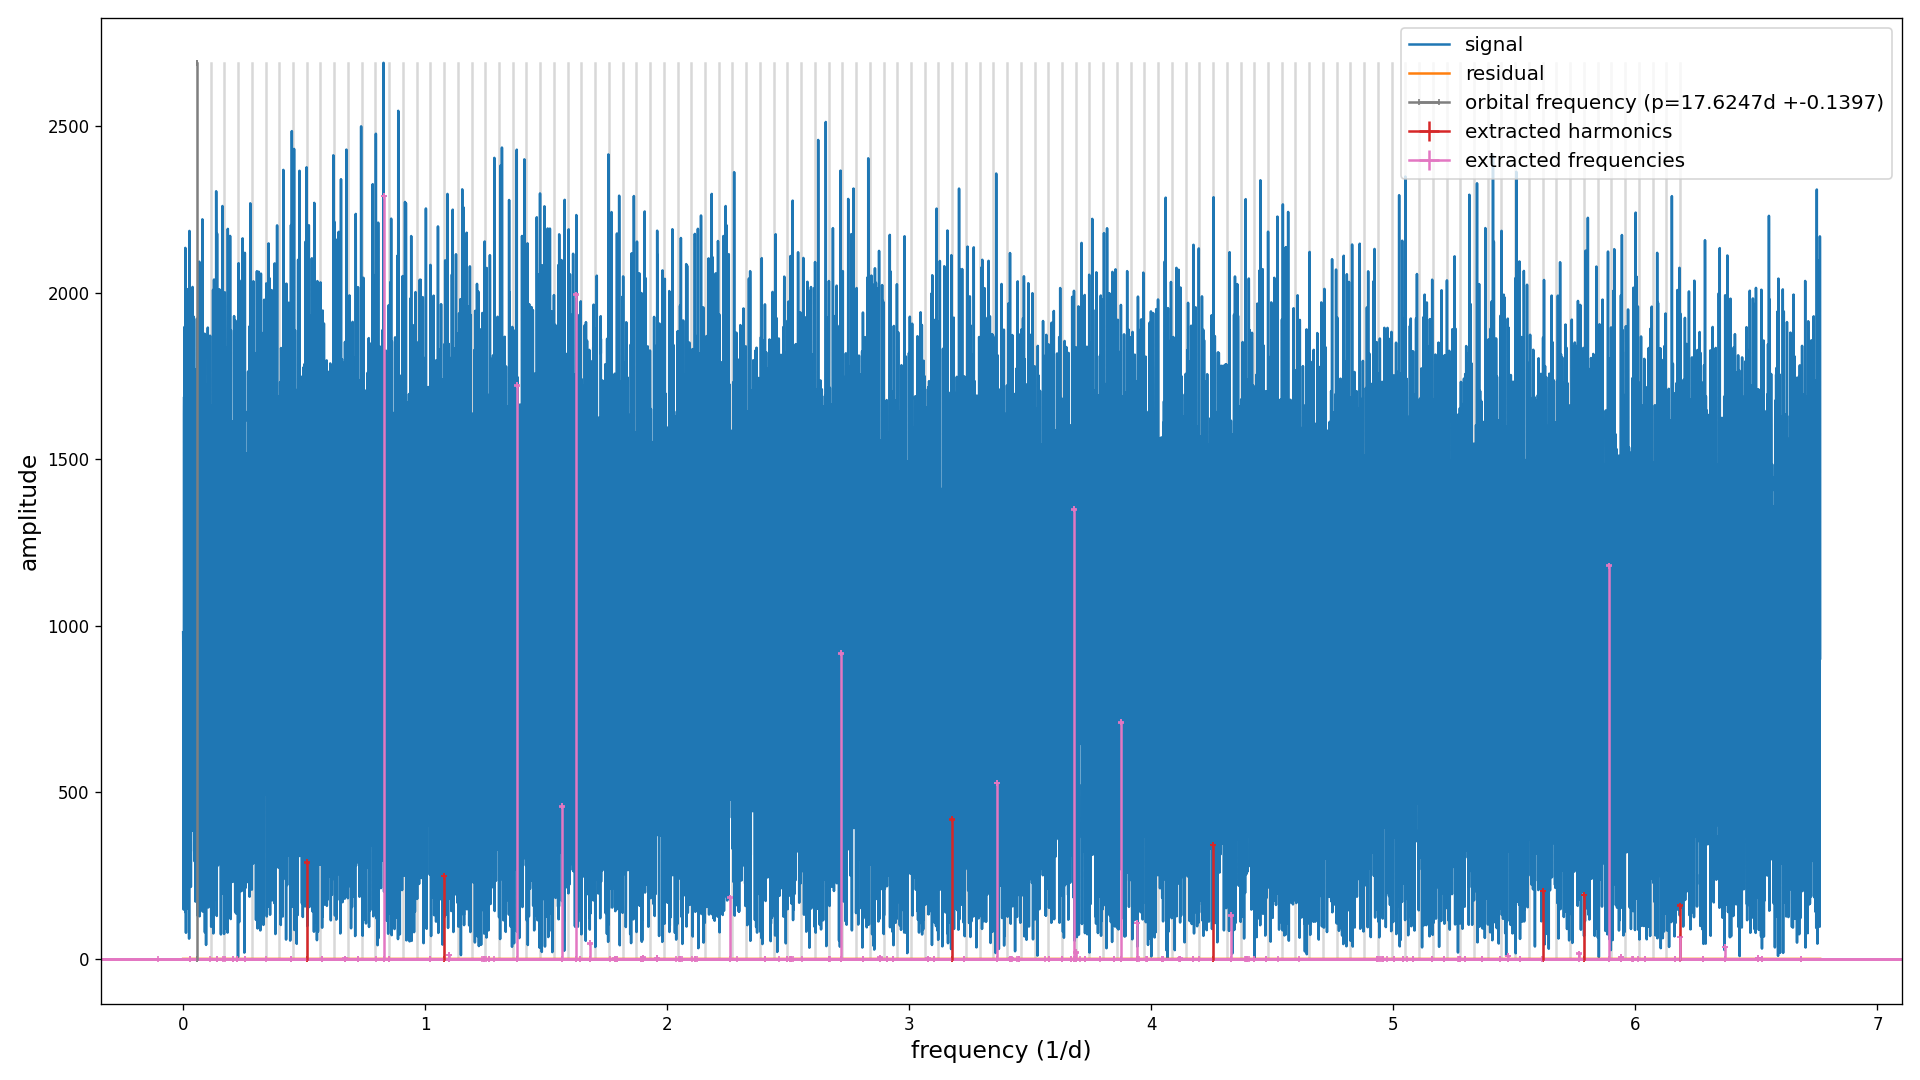 signal
residual
orbital frequency (p=17.6247d +-0.1397)
extracted harmonics
extracted frequencies
amplitude
2500
2000
1500
1000
500
0
0 1 2 3 4 5 6 7
frequency (1/d)